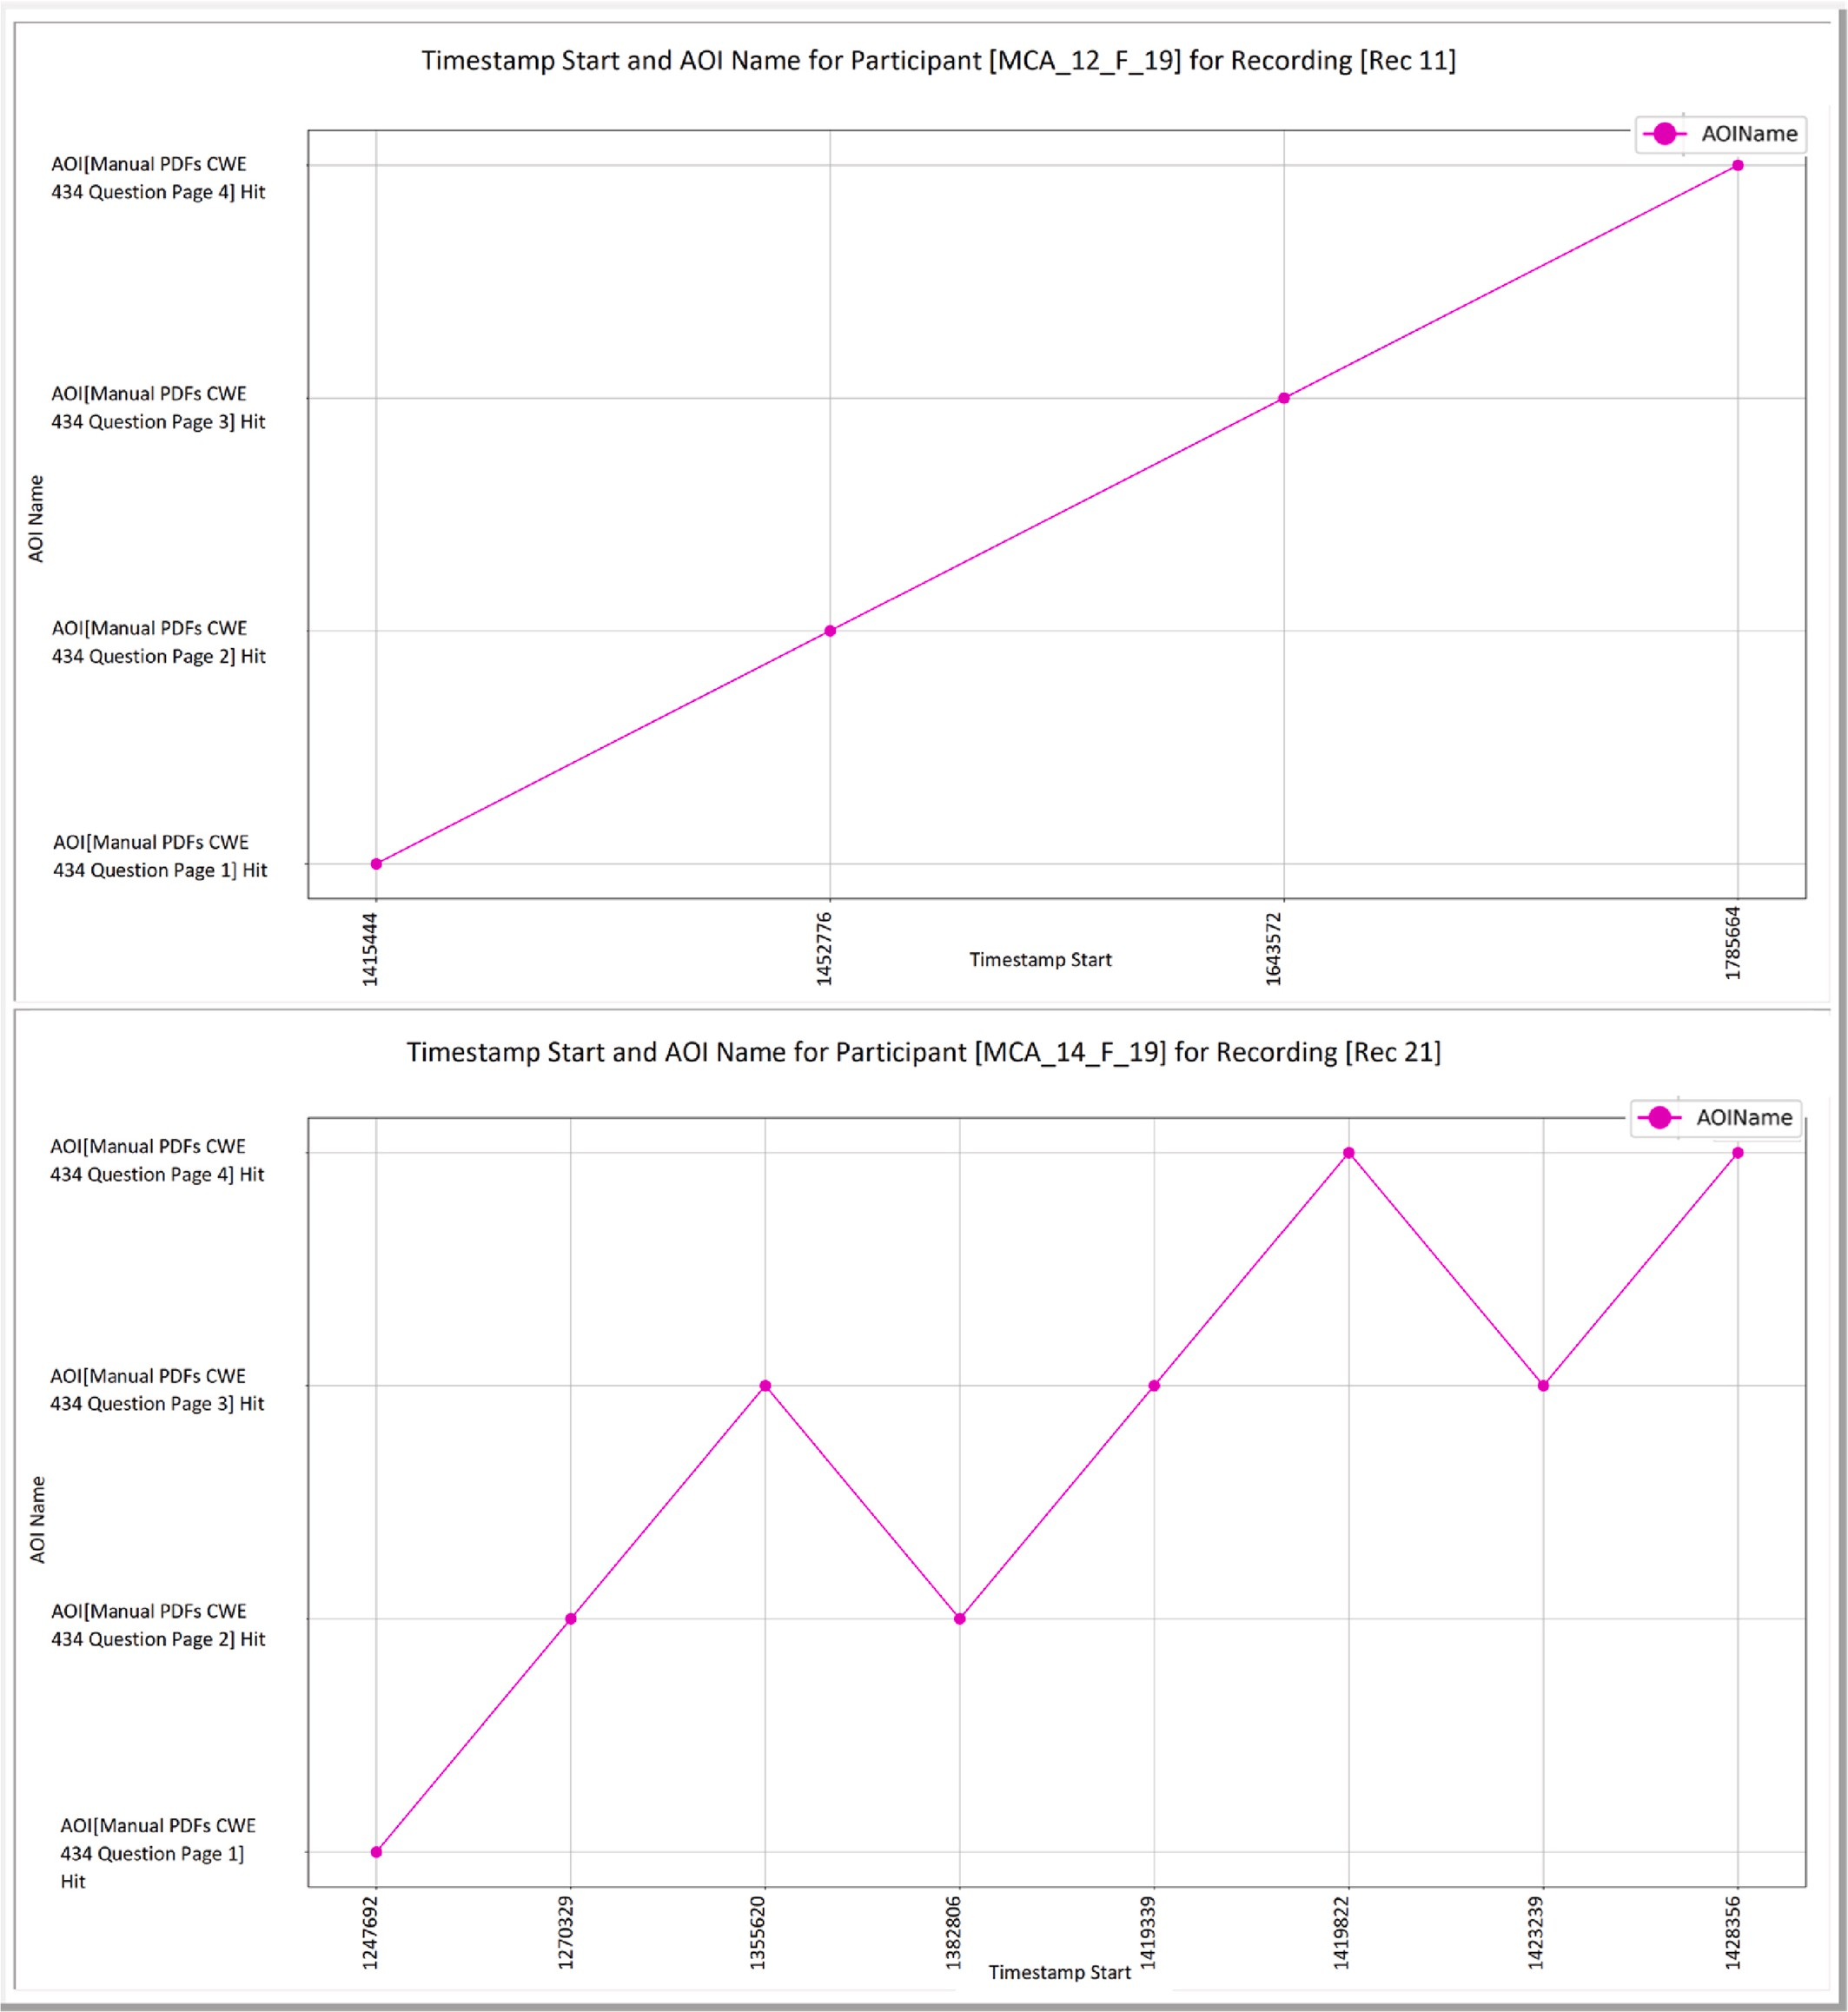 Timestamp Start and AOI Name for Participant [MCA_12_F_19] for Recording [Rec 11]
AOIName
AOI[Manual PDFs CWE
434 Question Page 4] Hit
AOI[Manual PDFs CWE
434 Question Page 3] Hit
AOI Name
AOI[Manual PDFs CWE
434 Question Page 2] Hit
AOI[Manual PDFs CWE
434 Question Page 1] Hit
1415444
1452776
1643572
1785664
Timestamp Start
Timestamp Start and AOI Name for Participant [MCA_14_F_19] for Recording [Rec 21]
AOIName
AOI[Manual PDFs CWE
434 Question Page 4] Hit
AOI[Manual PDFs CWE
434 Question Page 3] Hit
AOI Name
AOI[Manual PDFs CWE
434 Question Page 2] Hit
AOI[Manual PDFs CWE
434 Question Page 1]
Hit
1247692
1270329
1355620
1382806
1419339
1419822
1423239
1428356
Timestamp Start